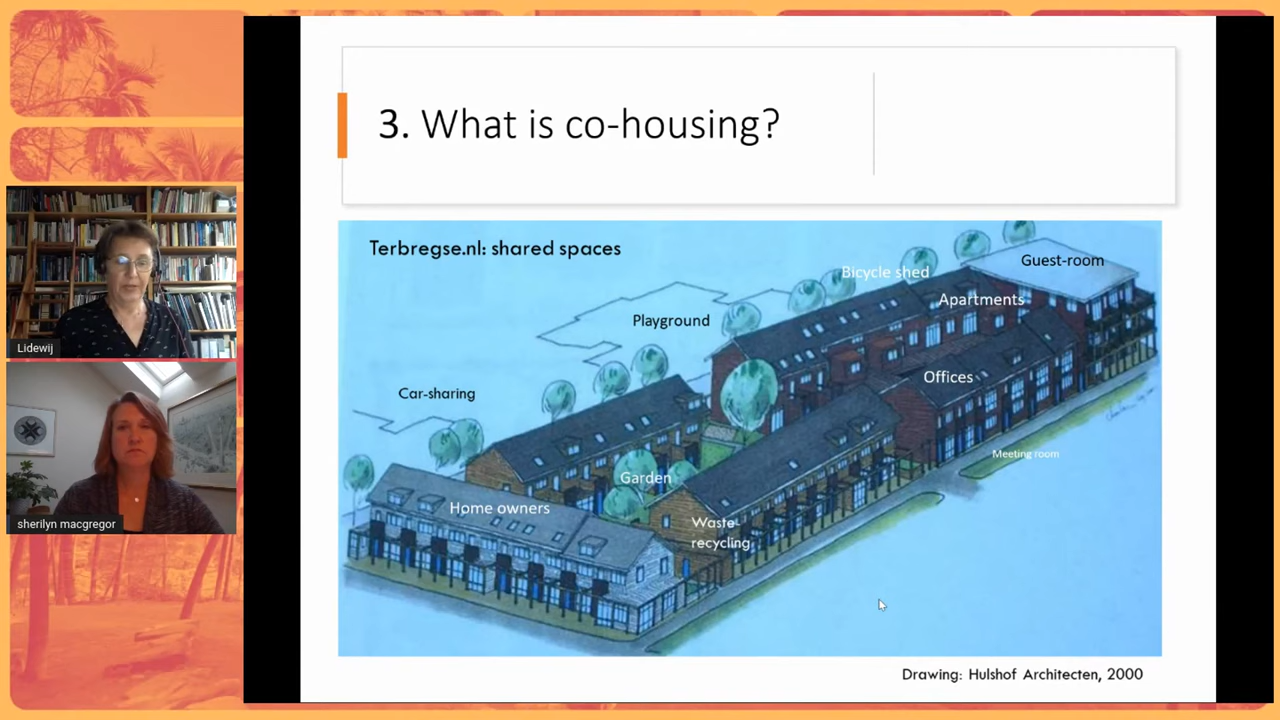 3. What is co-housing?
Terbregse.nl: shared spaces
Guest-room
Bicycle shed
Apartments
Playground
Offices
Car-sharing
Meeting room
Garden
Home owners
Waste-
recycling
Drawing: Hulshof Architecten, 2000
Lidewij
sherilyn macgregor